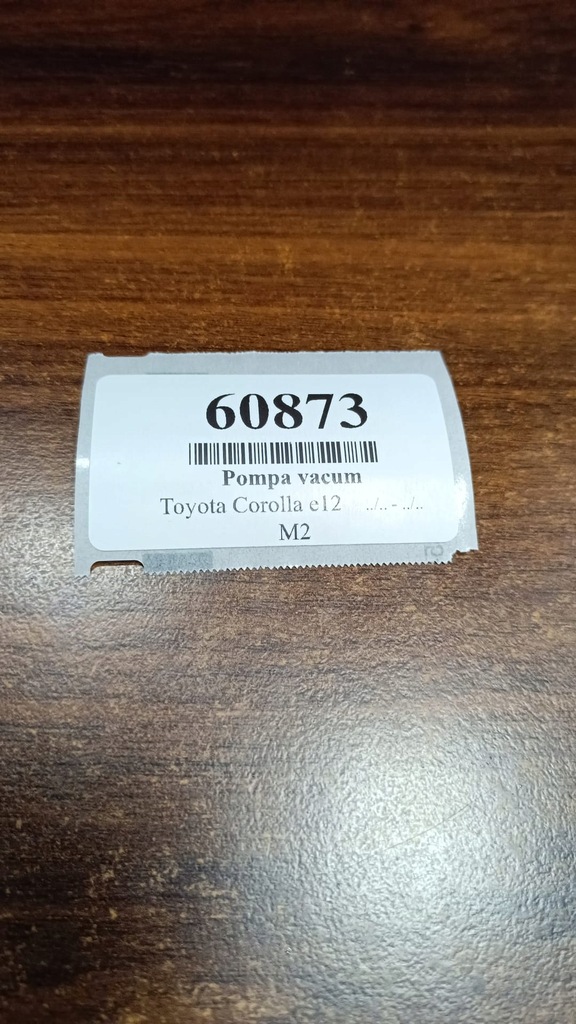 60873
Pompa vacum
Toyota Corolla e12 ../.. - ../..
M2